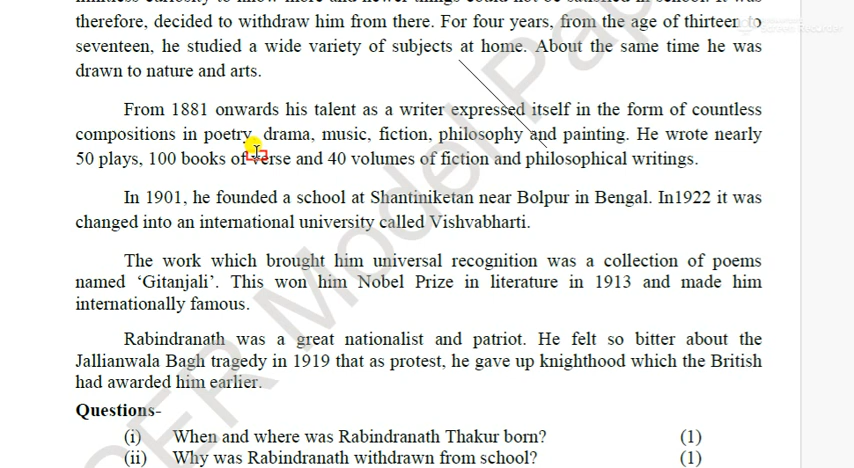 therefore, decided to withdraw him from there. For four years, from the age of thirteen to
seventeen, he studied a wide variety of subjects at home. About the same time he was
drawn to nature and arts.
From 1881 onwards his talent as a writer expressed itself in the form of countless
compositions in poetry, drama, music, fiction, philosophy and painting. He wrote nearly
50 plays, 100 books of verse and 40 volumes of fiction and philosophical writings.
In 1901, he founded a school at Shantiniketan near Bolpur in Bengal. In1922 it was
changed into an international university called Vishvabharti.
The work which brought him universal recognition was a collection of poems
named ‘Gitanjali’. This won him Nobel Prize in literature in 1913 and made him
internationally famous.
Rabindranath was a great nationalist and patriot. He felt so bitter about the
Jallianwala Bagh tragedy in 1919 that as protest, he gave up knighthood which the British
had awarded him earlier.
Questions-
(i) When and where was Rabindranath Thakur born? (1)
(ii) Why was Rabindranath withdrawn from school? (1)
Model Pap